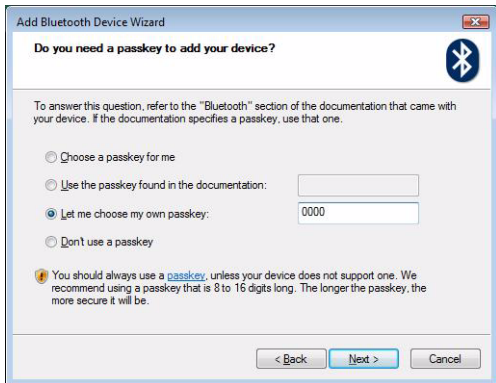 Add Bluetooth Device Wizard
Do you need a passkey to add your device?
To answer this question, refer to the "Bluetooth" section of the documentation that came with
your device. If the documentation specifies a passkey, use that one.
Choose a passkey for me
Use the passkey found in the documentation:
Let me choose my own passkey: 0000
Don't use a passkey
You should always use a passkey, unless your device does not support one. We
recommend using a passkey that is 8 to 16 digits long. The longer the passkey, the
more secure it will be.
< Back Next > Cancel